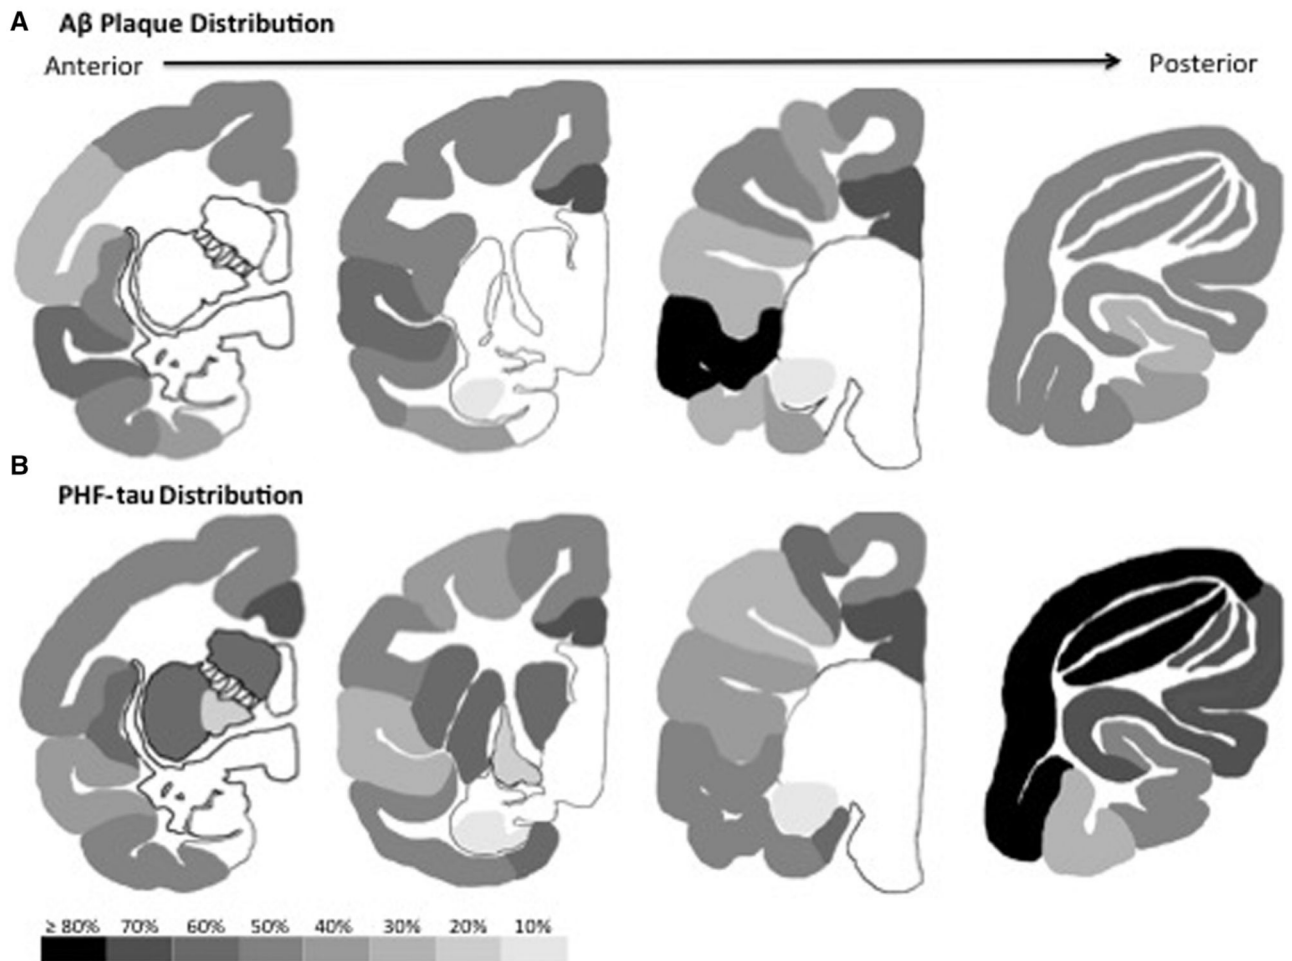 A
Aβ Plaque Distribution
Anterior
Posterior
B
PHF-tau Distribution
≥ 80% 70% 60% 50% 40% 30% 20% 10%